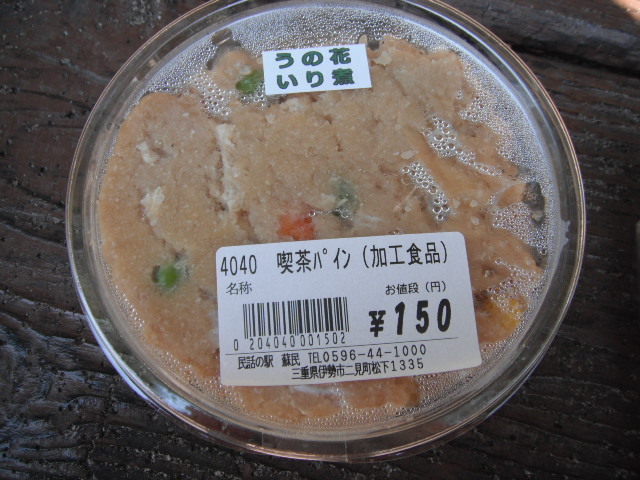 うの花
いり煮
4040 喫茶ﾊﾟｲﾝ (加工食品)
名称 お値段 (円)
¥150
0 204040 001502
民話の駅 蘇民 TEL0596-44-1000
三重県伊勢市二見町松下1335